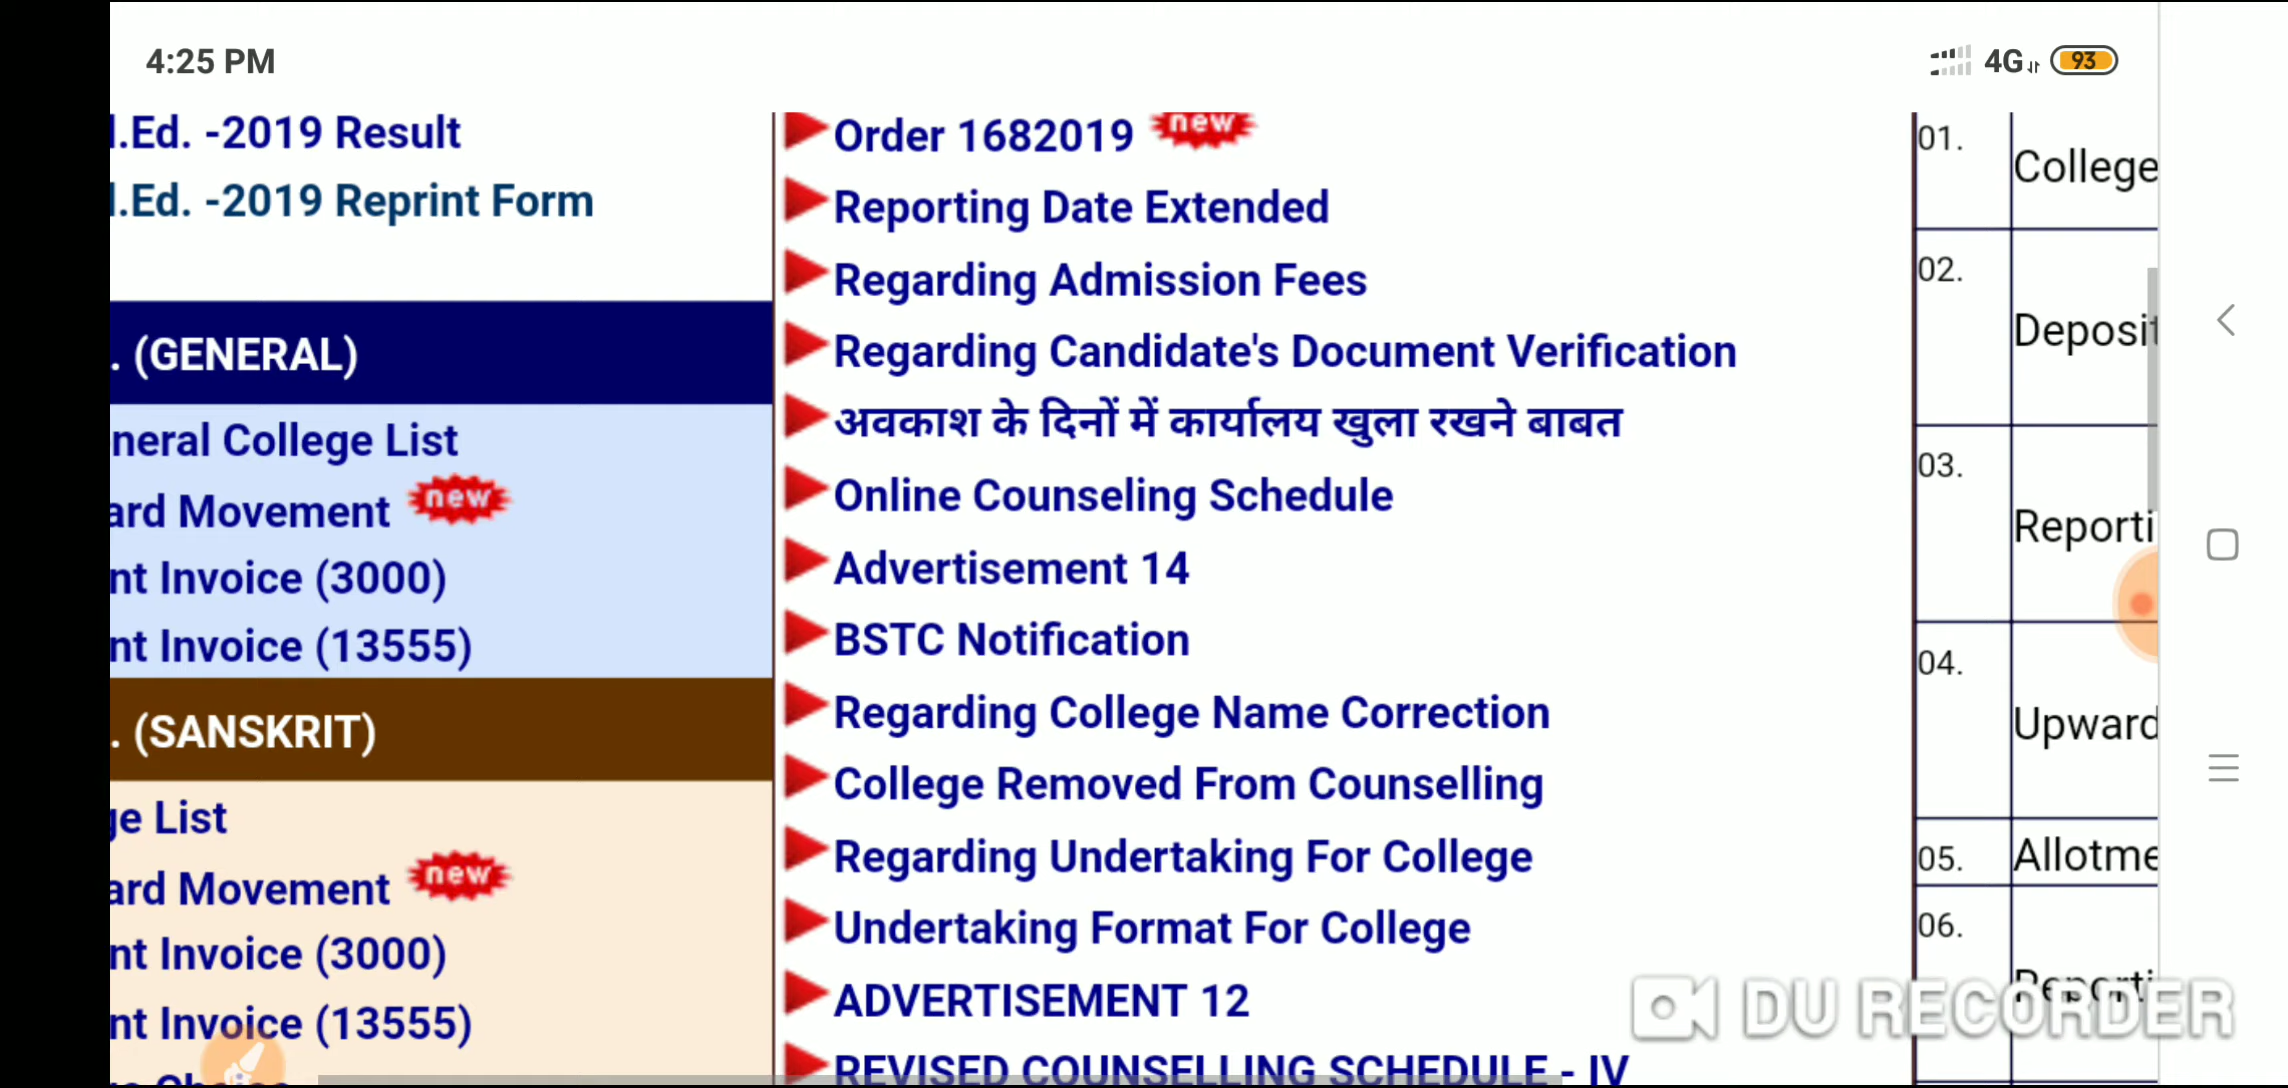 4:25 PM
4G
93
.Ed. -2019 Result
.Ed. -2019 Reprint Form
. (GENERAL)
neral College List
ard Movement new
nt Invoice (3000)
nt Invoice (13555)
. (SANSKRIT)
ge List
ard Movement new
nt Invoice (3000)
nt Invoice (13555)
Order 1682019 new
Reporting Date Extended
Regarding Admission Fees
Regarding Candidate's Document Verification
अवकाश के दिनों में कार्यालय खुला रखने बाबत
Online Counseling Schedule
Advertisement 14
BSTC Notification
Regarding College Name Correction
College Removed From Counselling
Regarding Undertaking For College
Undertaking Format For College
ADVERTISEMENT 12
REVISED COUNSELLING SCHEDULE - IV
01. College
02. Deposit
03. Reporti
04. Upward
05. Allotme
06. Reporti
DU RECORDER